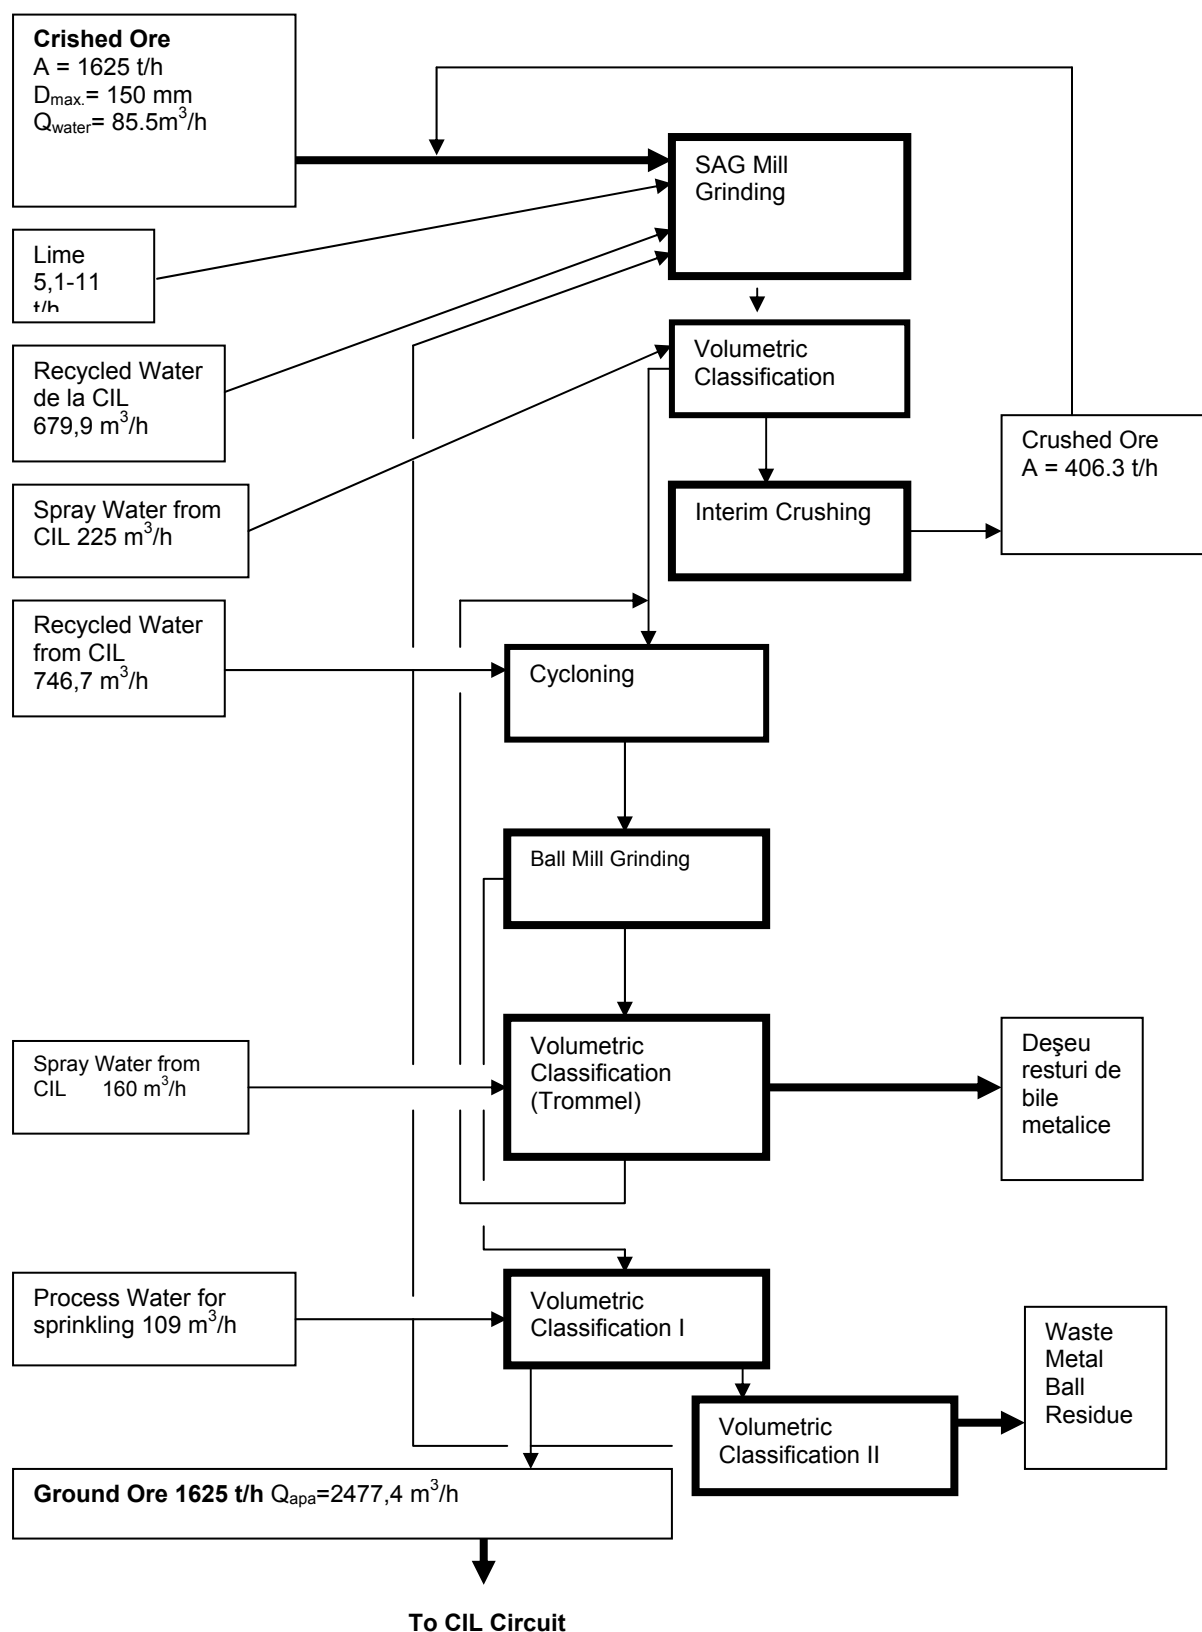 Crished Ore
A = 1625 t/h
Dmax.= 150 mm
Qwater= 85.5m³/h
SAG Mill
Grinding
Lime
5,1-11
t/h
Volumetric
Classification
Recycled Water
de la CIL
679,9 m³/h
Crushed Ore
A = 406.3 t/h
Spray Water from
CIL 225 m³/h
Interim Crushing
Recycled Water
from CIL
746,7 m³/h
Cycloning
Ball Mill Grinding
Spray Water from
CIL 160 m³/h
Volumetric
Classification
(Trommel)
Deşeu
resturi de
bile
metalice
Process Water for
sprinkling 109 m³/h
Volumetric
Classification I
Waste
Metal
Ball
Residue
Volumetric
Classification II
Ground Ore 1625 t/h Qapa=2477,4 m³/h
To CIL Circuit